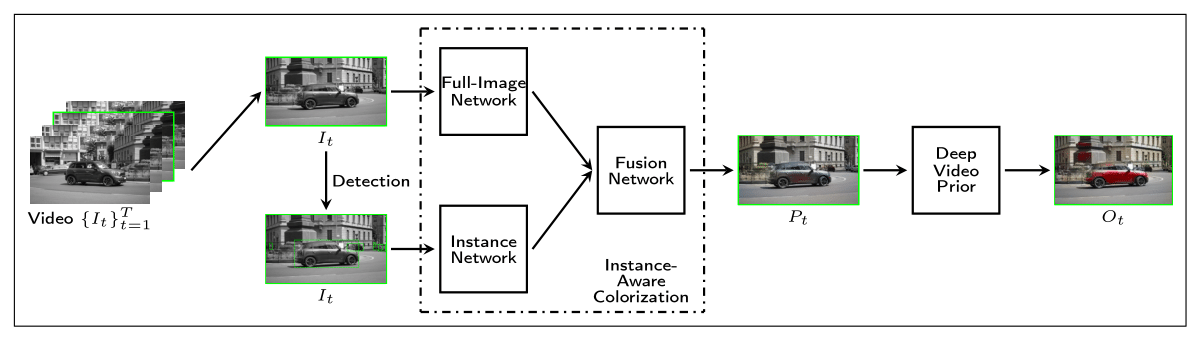 Video {I_t}_{t=1}^T
I_t
Detection
I_t
Full-Image
Network
Instance
Network
Fusion
Network
Instance-
Aware
Colorization
P_t
Deep
Video
Prior
O_t